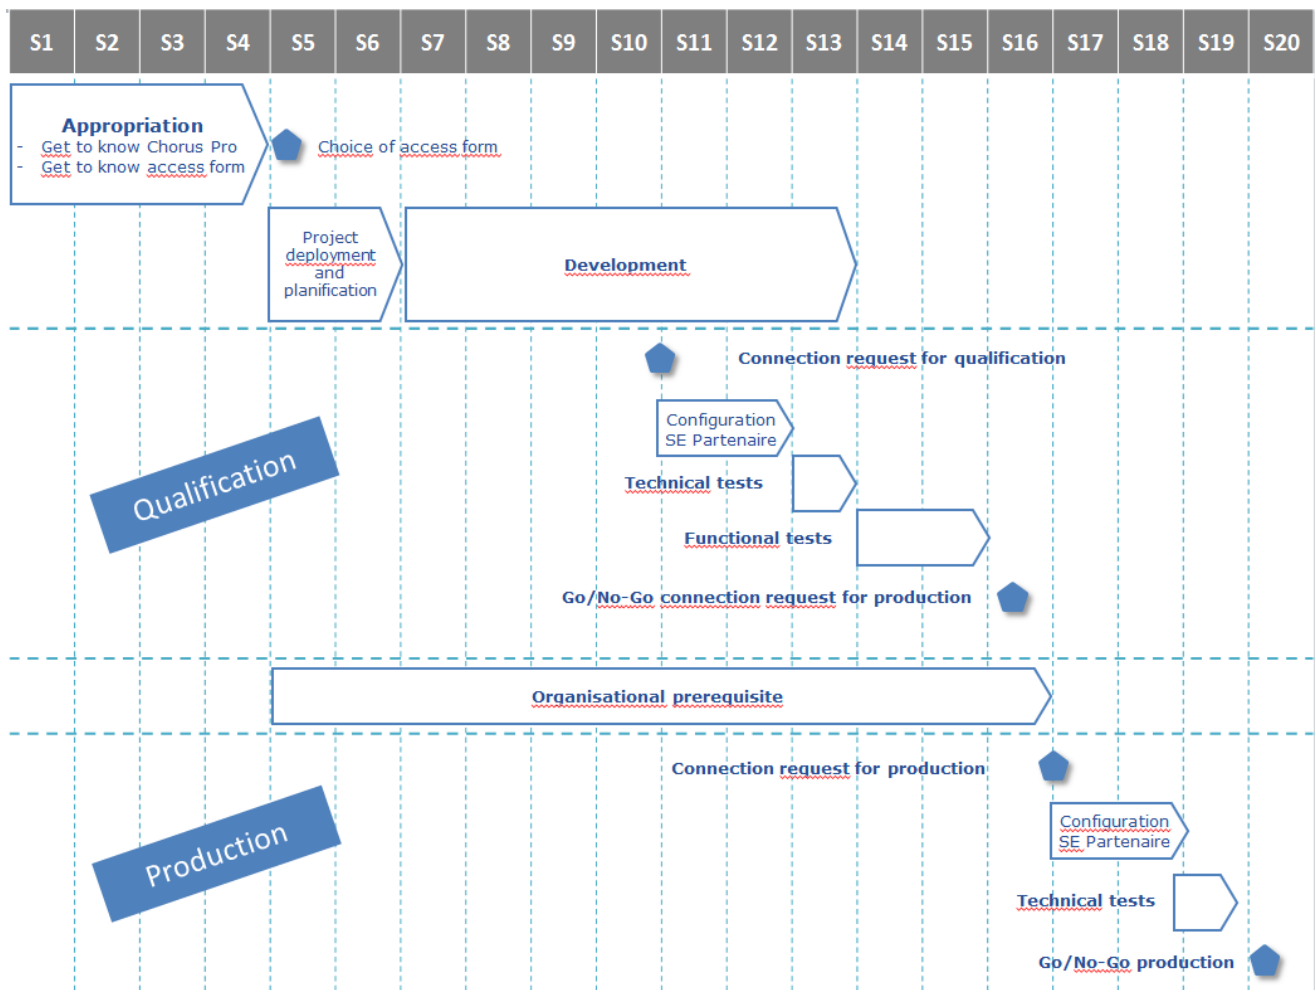 S1 S2 S3 S4 S5 S6 S7 S8 S9 S10 S11 S12 S13 S14 S15 S16 S17 S18 S19 S20
Appropriation
- Get to know Chorus Pro
- Get to know access form
Choice of access form
Project
deployment
and
planification
Development
Connection request for qualification
Configuration
SE Partenaire
Qualification
Technical tests
Functional tests
Go/No-Go connection request for production
Organisational prerequisite
Connection request for production
Configuration
SE Partenaire
Production
Technical tests
Go/No-Go production